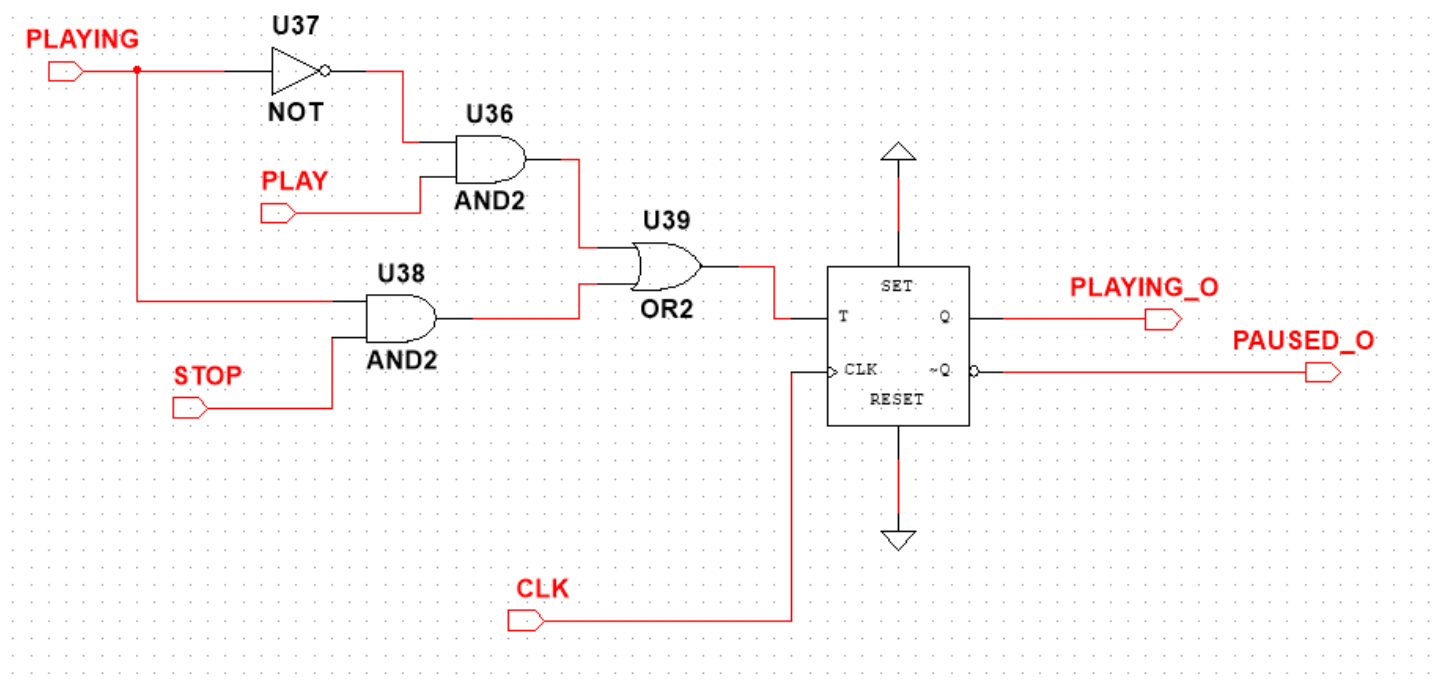 U37
PLAYING
NOT
U36
PLAY
AND2
U39
U38
OR2
AND2
STOP
SET
T
Q
CLK
~Q
RESET
PLAYING_O
PAUSED_O
CLK